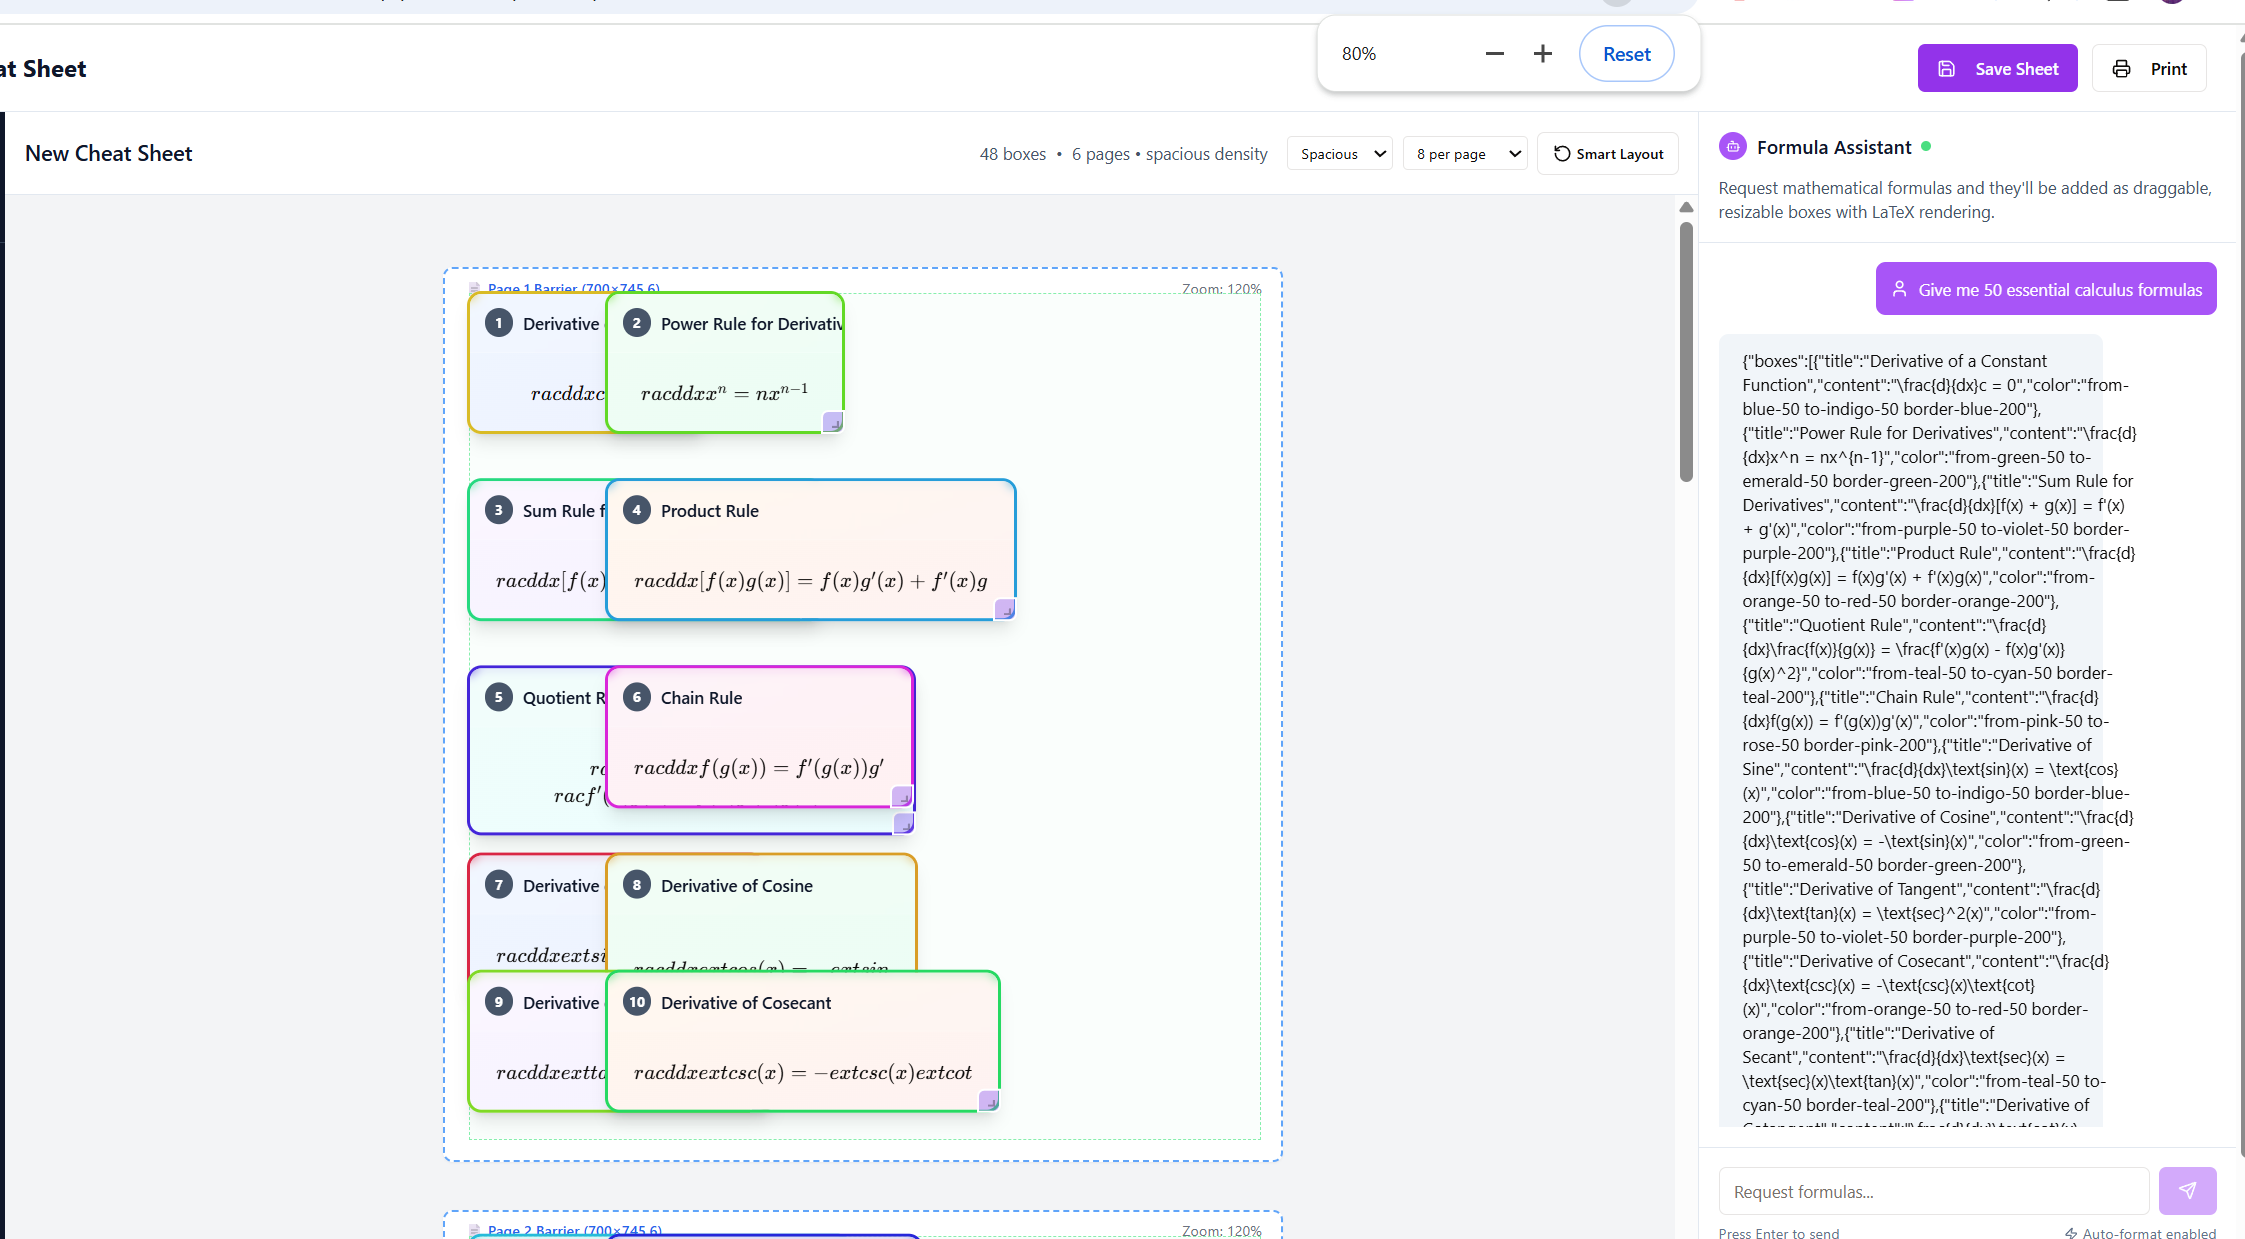 80%
Reset
at Sheet
Save Sheet
Print
New Cheat Sheet
48 boxes • 6 pages • spacious density
Spacious
8 per page
Smart Layout
Page 1 Barrier (700×745.6)
Zoom: 120%
1 Derivative
racddxc
2 Power Rule for Derivativ
racddxxⁿ = nxⁿ⁻¹
3 Sum Rule f
racddx[f(x)
4 Product Rule
racddx[f(x)g(x)] = f(x)g′(x) + f′(x)g
5 Quotient R
racf′(
6 Chain Rule
racddxf(g(x)) = f′(g(x))g′
7 Derivative
racddxextsi
8 Derivative of Cosine
racddxextcos(x) = −extsin
9 Derivative
racddxextta
10 Derivative of Cosecant
racddxextcsc(x) = −extcsc(x)extcot
Page 2 Barrier (700×745.6)
Zoom: 120%
Formula Assistant
Request mathematical formulas and they'll be added as draggable,
resizable boxes with LaTeX rendering.
Give me 50 essential calculus formulas
{"boxes":[{"title":"Derivative of a Constant
Function","content":"\frac{d}{dx}c = 0","color":"from-
blue-50 to-indigo-50 border-blue-200"},
{"title":"Power Rule for Derivatives","content":"\frac{d}
{dx}x^n = nx^{n-1}","color":"from-green-50 to-
emerald-50 border-green-200"},{"title":"Sum Rule for
Derivatives","content":"\frac{d}{dx}[f(x) + g(x)] = f'(x)
+ g'(x)","color":"from-purple-50 to-violet-50 border-
purple-200"},{"title":"Product Rule","content":"\frac{d}
{dx}[f(x)g(x)] = f(x)g'(x) + f'(x)g(x)","color":"from-
orange-50 to-red-50 border-orange-200"},
{"title":"Quotient Rule","content":"\frac{d}
{dx}\frac{f(x)}{g(x)} = \frac{f'(x)g(x) - f(x)g'(x)}
{g(x)^2}","color":"from-teal-50 to-cyan-50 border-
teal-200"},{"title":"Chain Rule","content":"\frac{d}
{dx}f(g(x)) = f'(g(x))g'(x)","color":"from-pink-50 to-
rose-50 border-pink-200"},{"title":"Derivative of
Sine","content":"\frac{d}{dx}\text{sin}(x) = \text{cos}
(x)","color":"from-blue-50 to-indigo-50 border-blue-
200"},{"title":"Derivative of Cosine","content":"\frac{d}
{dx}\text{cos}(x) = -\text{sin}(x)","color":"from-green-
50 to-emerald-50 border-green-200"},
{"title":"Derivative of Tangent","content":"\frac{d}
{dx}\text{tan}(x) = \text{sec}^2(x)","color":"from-
purple-50 to-violet-50 border-purple-200"},
{"title":"Derivative of Cosecant","content":"\frac{d}
{dx}\text{csc}(x) = -\text{csc}(x)\text{cot}
(x)","color":"from-orange-50 to-red-50 border-
orange-200"},{"title":"Derivative of
Secant","content":"\frac{d}{dx}\text{sec}(x) =
\text{sec}(x)\text{tan}(x)","color":"from-teal-50 to-
cyan-50 border-teal-200"},{"title":"Derivative of
Cotangent","content":"\frac{d}{dx}\text{cot}(x)
Request formulas...
Press Enter to send
Auto-format enabled